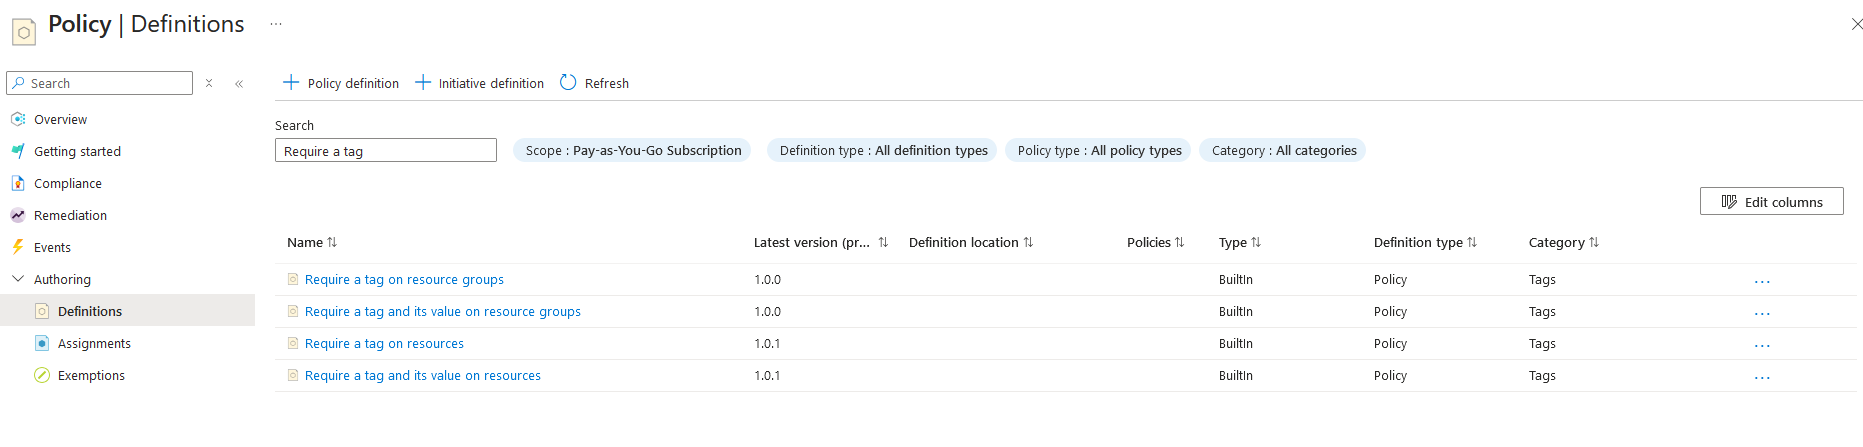 Policy | Definitions ...
Search
Overview
Getting started
Compliance
Remediation
Events
Authoring
Definitions
Assignments
Exemptions
Policy definition
Initiative definition
Refresh
Search
Require a tag
Scope : Pay-as-You-Go Subscription
Definition type : All definition types
Policy type : All policy types
Category : All categories
Edit columns
Name Latest version (pr... Definition location Policies Type Definition type Category
Require a tag on resource groups 1.0.0 BuiltIn Policy Tags ...
Require a tag and its value on resource groups 1.0.0 BuiltIn Policy Tags ...
Require a tag on resources 1.0.1 BuiltIn Policy Tags ...
Require a tag and its value on resources 1.0.1 BuiltIn Policy Tags ...